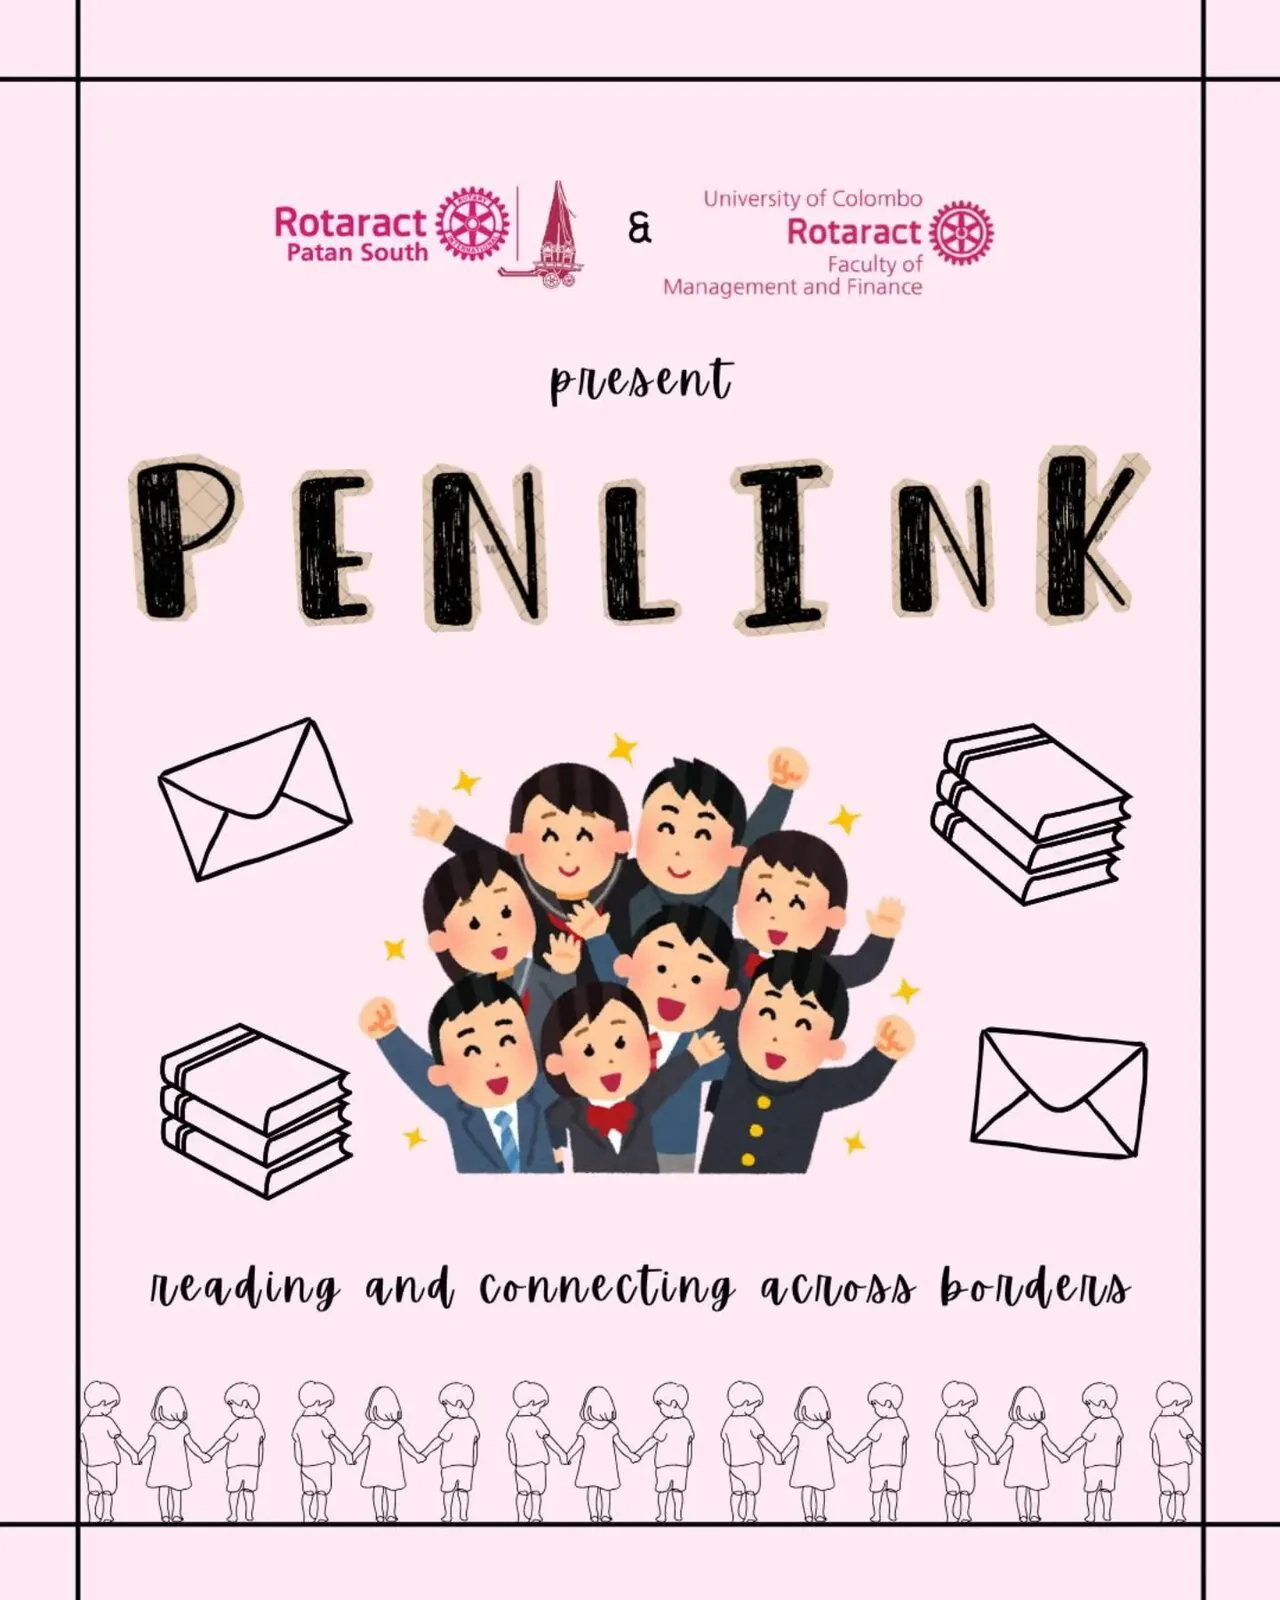 Rotaract
Patan South
&
University of Colombo
Rotaract
Faculty of
Management and Finance
present
PENLINK
reading and connecting across borders